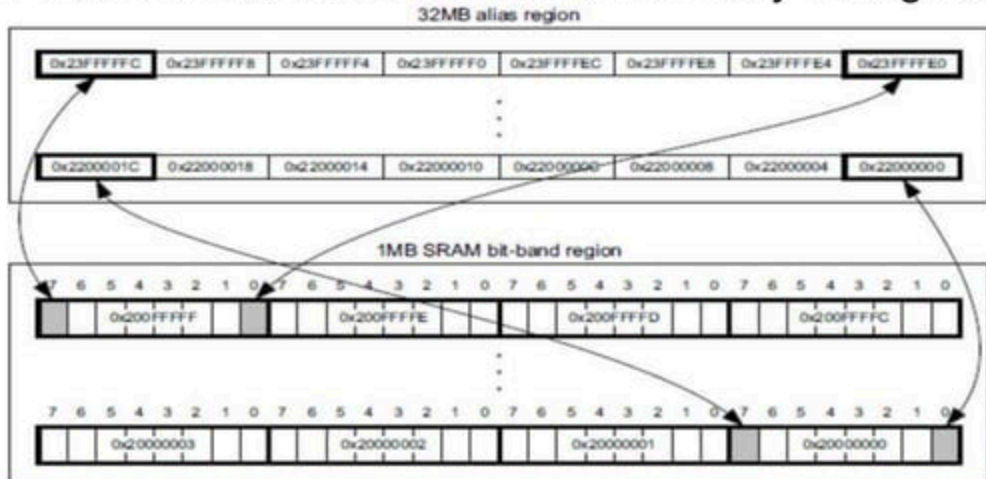 32MB alias region
0x23FFFFFC 0x23FFFFF8 0x23FFFFF4 0x23FFFFF0 0x23FFFFEC 0x23FFFFE8 0x23FFFFE4 0x23FFFFE0
0x2200001C 0x22000018 0x22000014 0x22000010 0x2200000C 0x22000008 0x22000004 0x22000000
1MB SRAM bit-band region
7 6 5 4 3 2 1 0 7 6 5 4 3 2 1 0 7 6 5 4 3 2 1 0 7 6 5 4 3 2 1 0
0x200FFFFF 0x200FFFFE 0x200FFFFD 0x200FFFFC
7 6 5 4 3 2 1 0 7 6 5 4 3 2 1 0 7 6 5 4 3 2 1 0 7 6 5 4 3 2 1 0
0x20000003 0x20000002 0x20000001 0x20000000